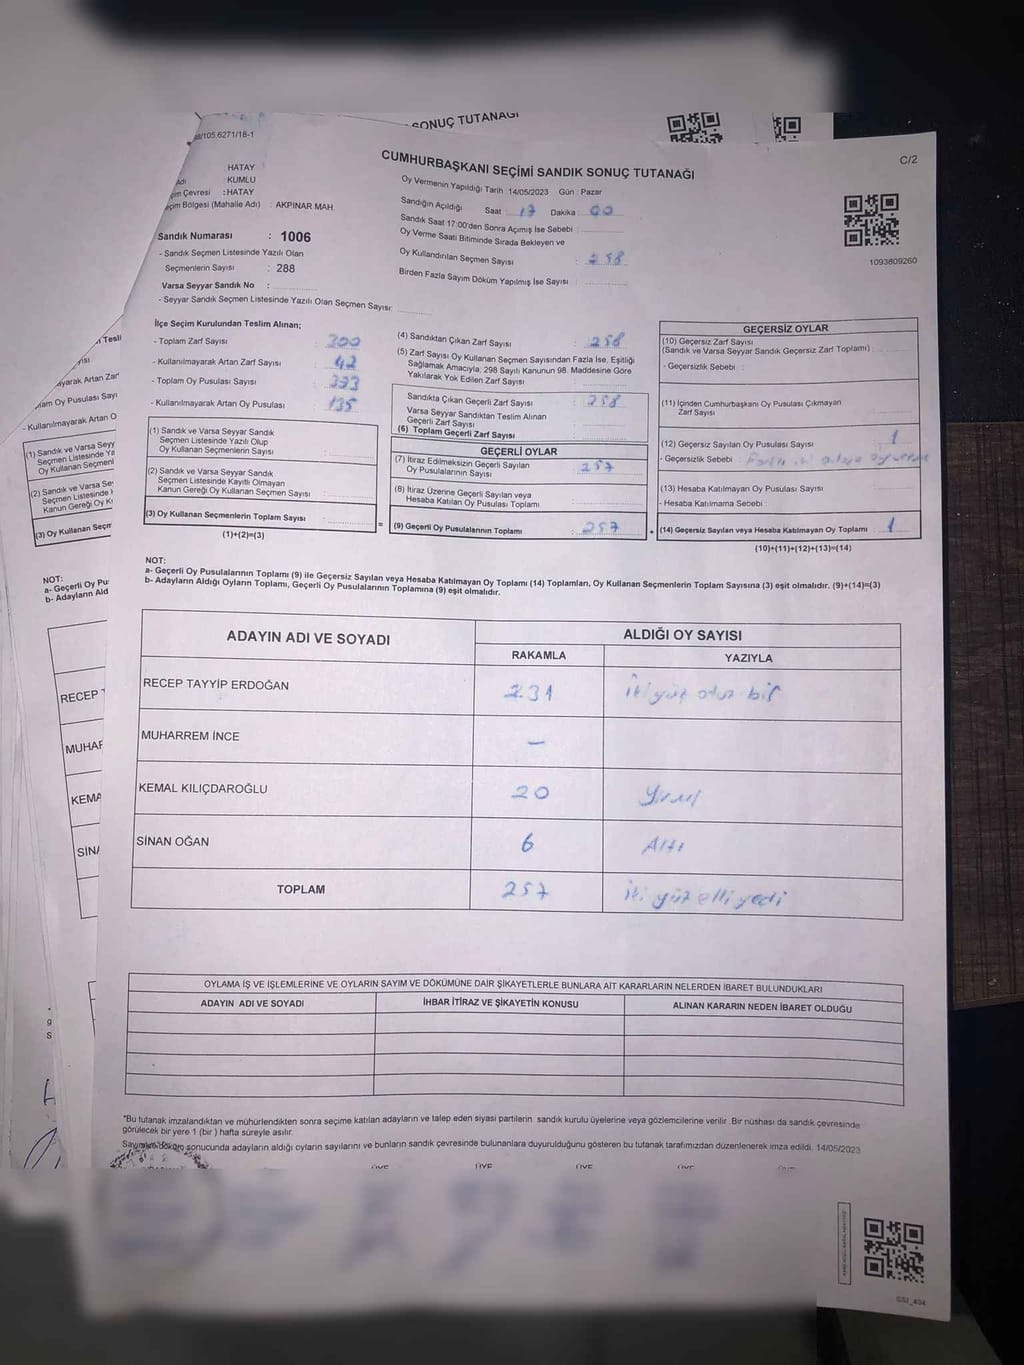 SONUÇ TUTANAĞI
/105.6271/18-1
C/2
CUMHURBAŞKANI SEÇİMİ SANDIK SONUÇ TUTANAĞI
HATAY
KUMLU
Çevresi : HATAY
Bölgesi (Mahalle Adı) : AKPINAR MAH.
Oy Vermenin Yapıldığı Tarih :14/05/2023 Gün : Pazar
Sandığın Açıldığı Saat : 17 Dakika : 00
Sandık Saat 17:00'den Sonra Açımış İse Sebebi :
Oy Verme Saati Bitiminde Sırada Bekleyen ve
Oy Kullandırılan Seçmen Sayısı : 258
Birden Fazla Sayım Döküm Yapılmış İse Sayısı :
1093809260
Sandık Numarası : 1006
- Sandık Seçmen Listesinde Yazılı Olan
Seçmenlerin Sayısı : 288
Varsa Seyyar Sandık No :
- Seyyar Sandık Seçmen Listesinde Yazılı Olan Seçmen Sayısı:
İlçe Seçim Kurulundan Teslim Alınan;
- Toplam Zarf Sayısı : 300
- Kullanılmayarak Artan Zarf Sayısı : 42
- Toplam Oy Pusulası Sayısı : 393
- Kullanılmayarak Artan Oy Pusulası : 135
(1) Sandık ve Varsa Seyyar Sandık
Seçmen Listesinde Yazılı Olup
Oy Kullanan Seçmenlerin Sayısı :
(2) Sandık ve Varsa Seyyar Sandık
Seçmen Listesinde Kayıtlı Olmayan
Kanun Gereği Oy Kullanan Seçmen Sayısı :
(3) Oy Kullanan Seçmenlerin Toplam Sayısı :
(1)+(2)=(3)
(4) Sandıktan Çıkan Zarf Sayısı : 258
(5) Zarf Sayısı Oy Kullanan Seçmen Sayısından Fazla İse, Eşitliği
Sağlamak Amacıyla; 298 Sayılı Kanunun 98. Maddesine Göre
Yakılarak Yok Edilen Zarf Sayısı :
Sandıkta Çıkan Geçerli Zarf Sayısı : 258
Varsa Seyyar Sandıktan Teslim Alınan
Geçerli Zarf Sayısı :
(6) Toplam Geçerli Zarf Sayısı :
GEÇERLİ OYLAR
(7) İtiraz Edilmeksizin Geçerli Sayılan
Oy Pusulalarının Sayısı : 257
(8) İtiraz Üzerine Geçerli Sayılan veya
Hesaba Katılan Oy Pusulası Toplamı :
= (9) Geçerli Oy Pusulalarının Toplamı : 257 +
GEÇERSİZ OYLAR
(10) Geçersiz Zarf Sayısı
(Sandık ve Varsa Seyyar Sandık Geçersiz Zarf Toplamı) :
- Geçersizlik Sebebi :
(11) İçinden Cumhurbaşkanı Oy Pusulası Çıkmayan
Zarf Sayısı :
(12) Geçersiz Sayılan Oy Pusulası Sayısı : 1
- Geçersizlik Sebebi :
(13) Hesaba Katılmayan Oy Pusulası Sayısı :
- Hesaba Katılmama Sebebi :
(14) Geçersiz Sayılan veya Hesaba Katılmayan Oy Toplamı : 1
(10)+(11)+(12)+(13)=(14)
NOT:
a- Geçerli Oy Pusulalarının Toplamı (9) ile Geçersiz Sayılan veya Hesaba Katılmayan Oy Toplamı (14) Toplamları, Oy Kullanan Seçmenlerin Toplam Sayısına (3) eşit olmalıdır. (9)+(14)=(3)
b- Adayların Aldığı Oyların Toplamı, Geçerli Oy Pusulalarının Toplamına (9) eşit olmalıdır.
ADAYIN ADI VE SOYADI
ALDIĞI OY SAYISI
RAKAMLA YAZIYLA
RECEP TAYYİP ERDOĞAN 231 İki yüz otuz bir
MUHARREM İNCE –
KEMAL KILIÇDAROĞLU 20 Yirmi
SİNAN OĞAN 6 Altı
TOPLAM 257 İki yüz elli yedi
OYLAMA İŞ VE İŞLEMLERİNE VE OYLARIN SAYIM VE DÖKÜMÜNE DAİR ŞİKAYETLERLE BUNLARA AİT KARARLARIN NELERDEN İBARET BULUNDUKLARI
ADAYIN ADI VE SOYADI İHBAR İTİRAZ VE ŞİKAYETİN KONUSU ALINAN KARARIN NEDEN İBARET OLDUĞU
*Bu tutanak imzalandıktan ve mühürlendikten sonra seçime katılan adayların ve talep eden siyasi partilerin sandık kurulu üyelerine veya gözlemcilerine verilir. Bir nüshası da sandık çevresinde
görülecek bir yere 1 (bir ) hafta süreyle asılır.
Sayım döküm sonucunda adayların aldığı oyların sayılarını ve bunların sandık çevresinde bulunanlara duyurulduğunu gösteren bu tutanak tarafımızdan düzenlenerek imza edildi. 14/05/2023
ÜYE ÜYE ÜYE ÜYE ÜYE
GSI_404